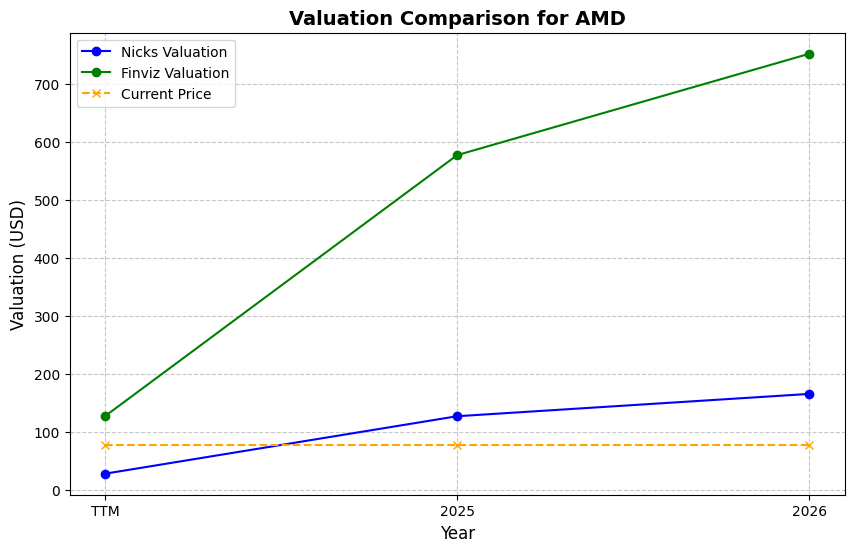 Valuation Comparison for AMD
Nicks Valuation
Finviz Valuation
Current Price
Valuation (USD)
700
600
500
400
300
200
100
0
TTM 2025 2026
Year